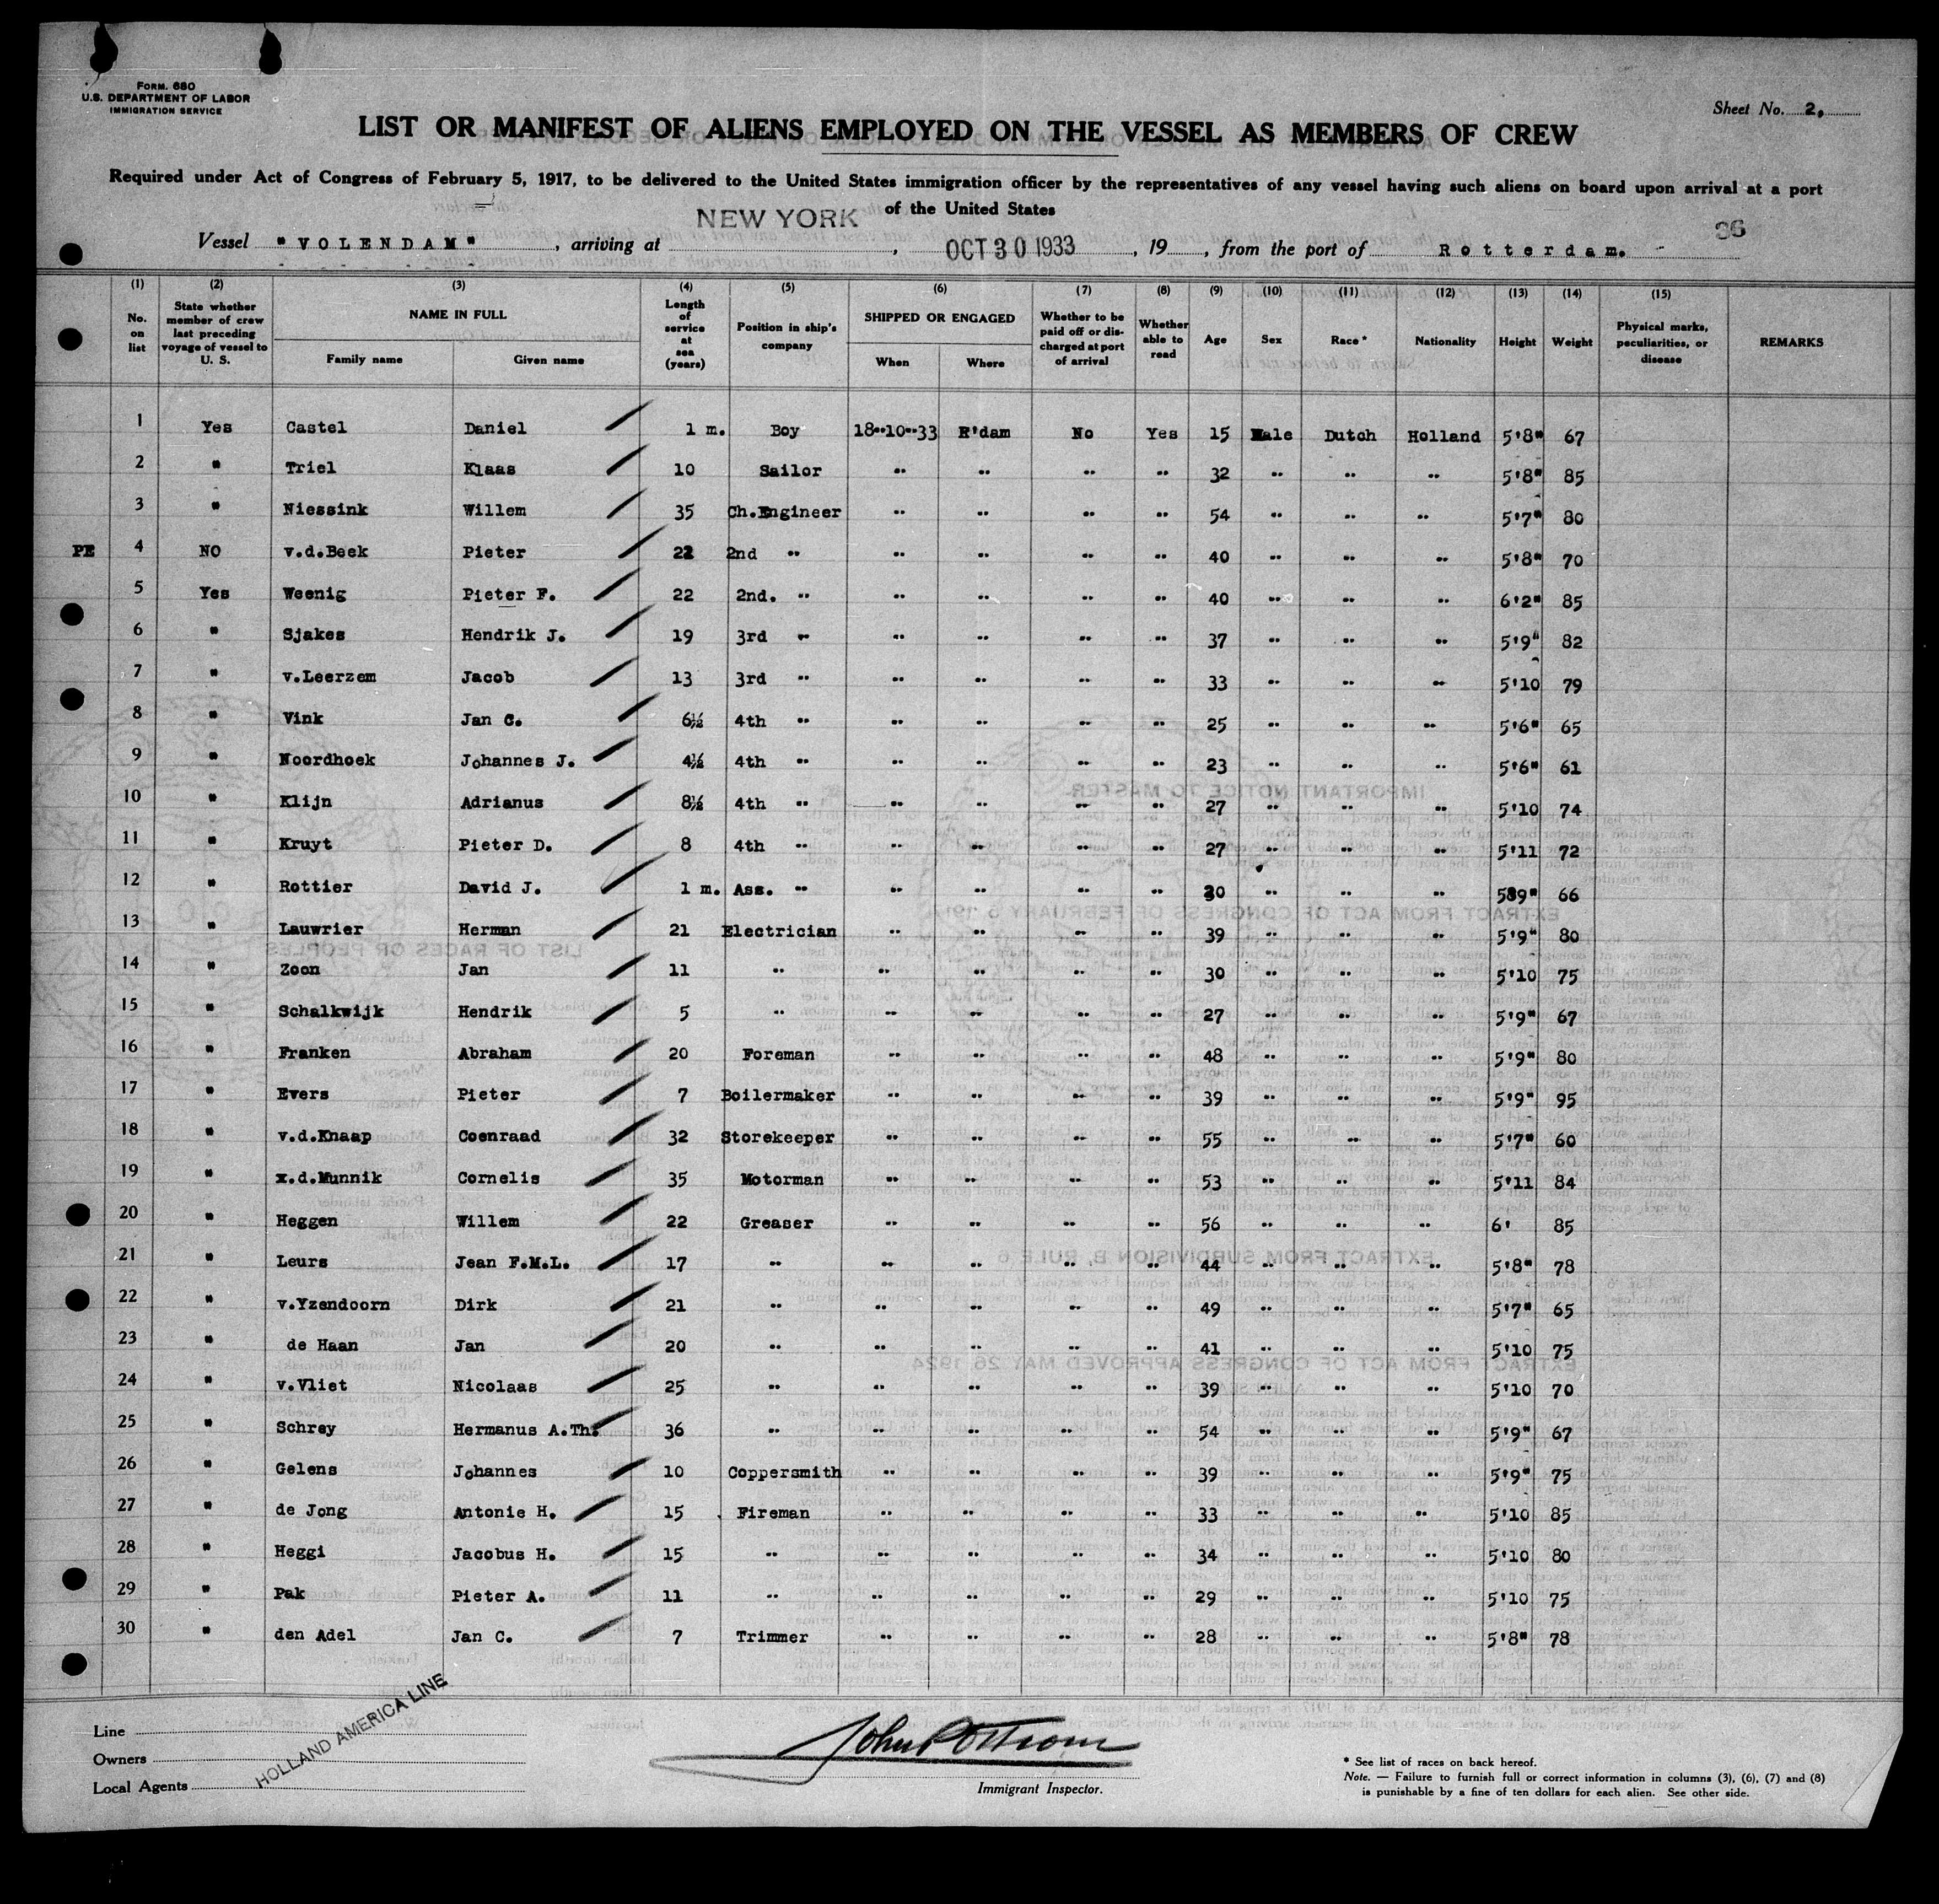 FORM. 680
U.S. DEPARTMENT OF LABOR
IMMIGRATION SERVICE
Sheet No. 2,
LIST OR MANIFEST OF ALIENS EMPLOYED ON THE VESSEL AS MEMBERS OF CREW
Required under Act of Congress of February 5, 1917, to be delivered to the United States immigration officer by the representatives of any vessel having such aliens on board upon arrival at a port
of the United States
36
Vessel "VOLENDAM", arriving at NEW YORK, OCT 30 1933, 19, from the port of Rotterdam.
(1) (2) (3) (4) (5) (6) (7) (8) (9) (10) (11) (12) (13) (14) (15)
No. on list | State whether member of crew last preceding voyage of vessel to U. S. | NAME IN FULL Family name Given name | Length of service at sea (years) | Position in ship's company | SHIPPED OR ENGAGED When Where | Whether to be paid off or discharged at port of arrival | Whether able to read | Age | Sex | Race * | Nationality | Height | Weight | Physical marks, peculiarities, or disease | REMARKS
1 Yes Castel Daniel 1 m. Boy 18--10--33 R'dam No Yes 15 Male Dutch Holland 5'8" 67
2 " Triel Klaas 10 Sailor " " " " 32 " " " 5'8" 85
3 " Niessink Willem 35 Ch.Engineer " " " " 54 " " " 5'7" 80
PE 4 NO v.d.Beek Pieter 22 2nd " " " " " 40 " " " 5'8" 70
5 Yes Weenig Pieter F. 22 2nd. " " " " " 40 " " " 6'2" 85
6 " Sjakes Hendrik J. 19 3rd " " " " " 37 " " " 5'9" 82
7 " v.Leerzem Jacob 13 3rd " " " " " 33 " " " 5'10 79
8 " Vink Jan C. 6½ 4th " " " " " 25 " " " 5'6" 65
9 " Noordhoek Johannes J. 4½ 4th " " " " " 23 " " " 5'6" 61
10 " Klijn Adrianus 8½ 4th " " " " " 27 " " " 5'10 74
11 " Kruyt Pieter D. 8 4th " " " " " 27 " " " 5'11 72
12 " Rottier David J. 1 m. Ass. " " " " " " " " 589" 66
13 " Lauwrier Herman 21 Electrician " " " " 39 " " " 5'9" 80
14 " Zoon Jan 11 " " " " " 30 " " " 5'10 75
15 " Schalkwijk Hendrik 5 " " " " " 27 " " " 5'9" 67
16 " Franken Abraham 20 Foreman " " " " 48 " " " 5'9" 80
17 " Evers Pieter 7 Boilermaker " " " " 39 " " " 5'9" 95
18 " v.d.Knaap Coenraad 32 Storekeeper " " " " 55 " " " 5'7" 60
19 " x.d.Munnik Cornelis 35 Motorman " " " " 53 " " " 5'11 84
20 " Heggen Willem 22 Greaser " " " " 56 " " " 6' 85
21 " Leurs Jean F.M.L. 17 " " " " " 44 " " " 5'8" 78
22 " v.Yzendoorn Dirk 21 " " " " " 49 " " " 5'7" 65
23 " de Haan Jan 20 " " " " " 41 " " " 5'10 75
24 " v.Vliet Nicolaas 25 " " " " " 39 " " " 5'10 70
25 " Schrey Hermanus A.Th. 36 " " " " " 54 " " " 5'9" 67
26 " Gelens Johannes 10 Coppersmith " " " " 39 " " " 5'9" 75
27 " de Jong Antonie H. 15 Fireman " " " " 33 " " " 5'10 85
28 " Heggi Jacobus H. 15 " " " " " 34 " " " 5'10 80
29 " Pak Pieter A. 11 " " " " " 29 " " " 5'10 75
30 " den Adel Jan C. 7 Trimmer " " " " 28 " " " 5'8" 78
Line
Owners
Local Agents
HOLLAND AMERICA LINE
Immigrant Inspector.
* See list of races on back hereof.
Note. — Failure to furnish full or correct information in columns (3), (6), (7) and (8)
is punishable by a fine of ten dollars for each alien. See other side.